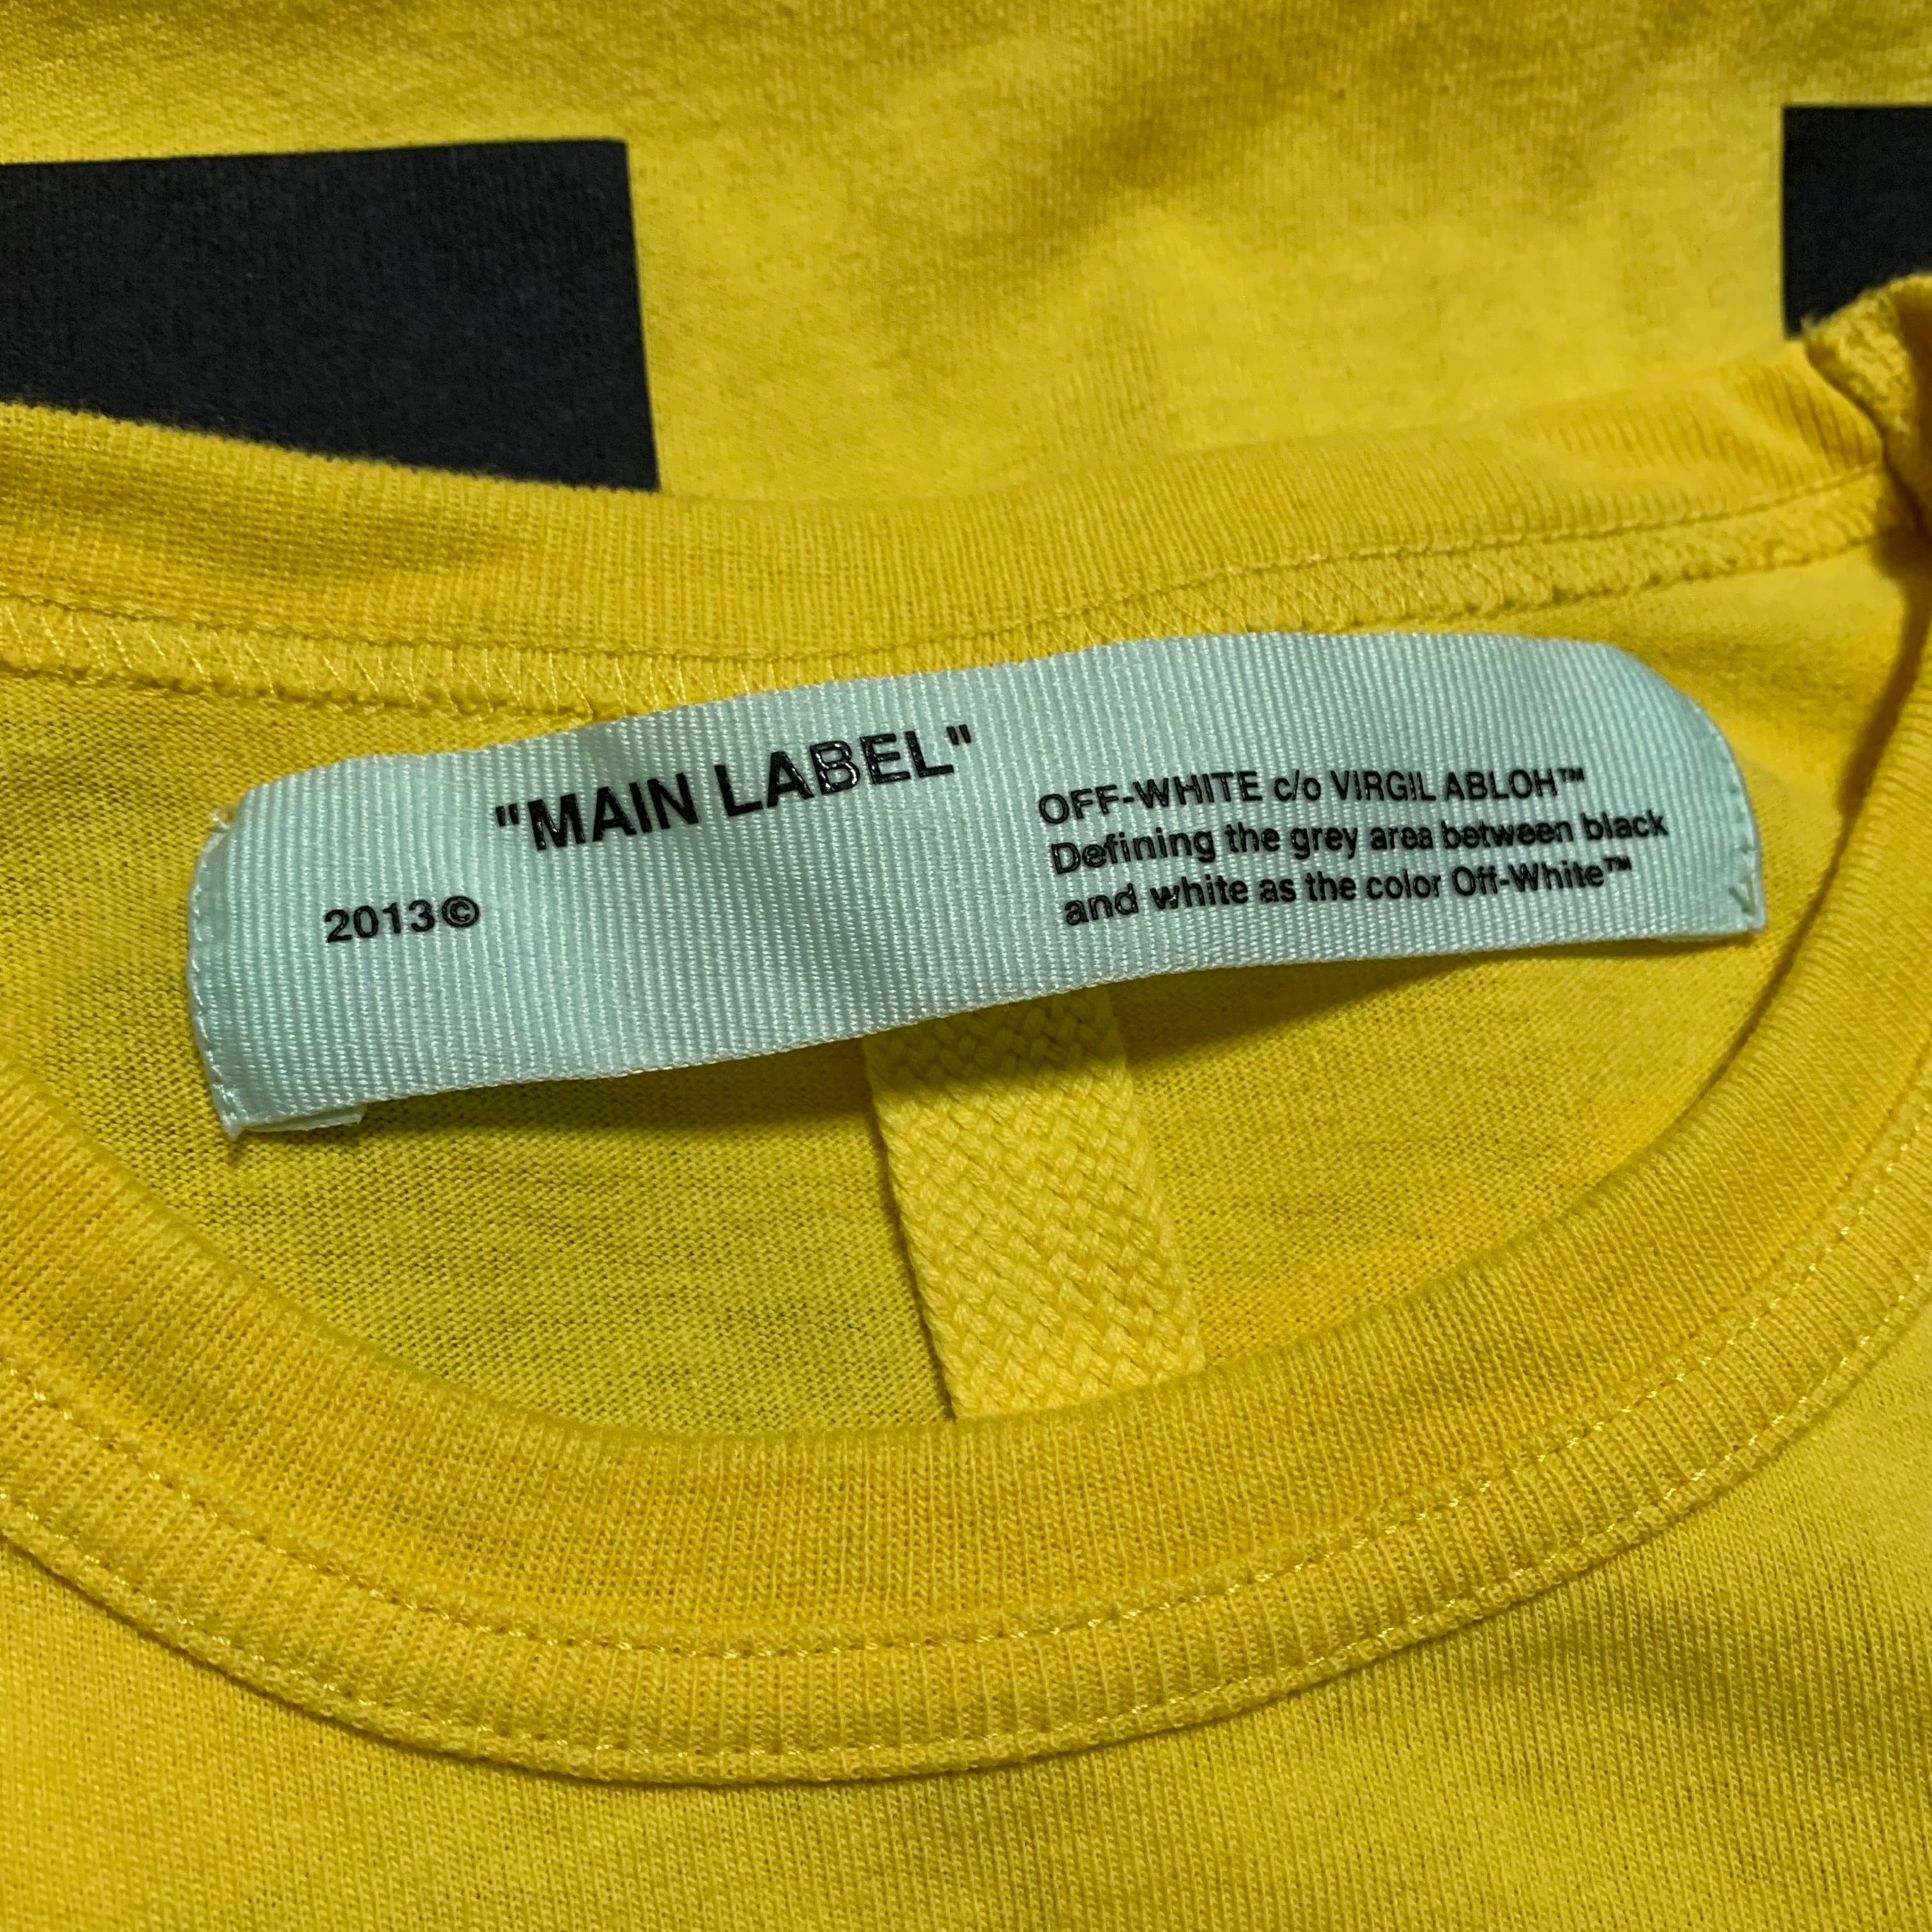 "MAIN LABEL"
2013©
OFF-WHITE c/o VIRGIL ABLOH™
Defining the grey area between black
and white as the color Off-White™